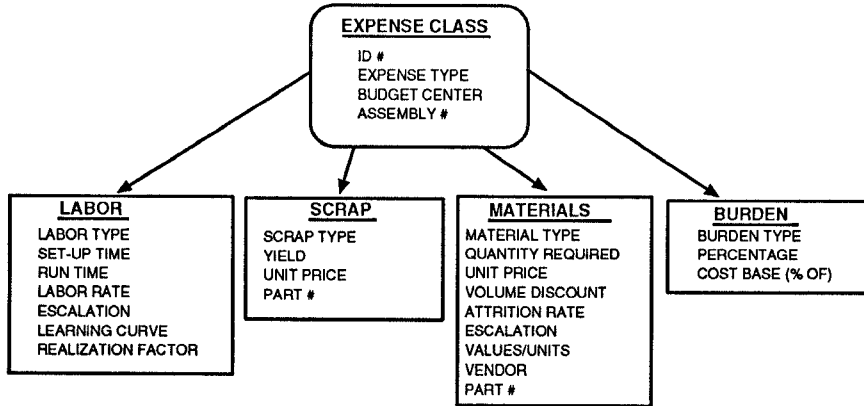 EXPENSE CLASS
ID #
EXPENSE TYPE
BUDGET CENTER
ASSEMBLY #
LABOR
LABOR TYPE
SET-UP TIME
RUN TIME
LABOR RATE
ESCALATION
LEARNING CURVE
REALIZATION FACTOR
SCRAP
SCRAP TYPE
YIELD
UNIT PRICE
PART #
MATERIALS
MATERIAL TYPE
QUANTITY REQUIRED
UNIT PRICE
VOLUME DISCOUNT
ATTRITION RATE
ESCALATION
VALUES/UNITS
VENDOR
PART #
BURDEN
BURDEN TYPE
PERCENTAGE
COST BASE (% OF)